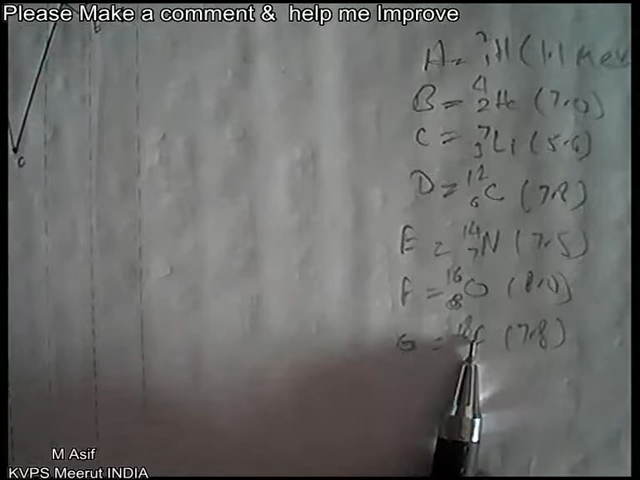 Please Make a comment & help me Improve
C
A = ²₁H (1.1 MeV
B = ⁴₂He (7.0)
C = ⁷₃Li (5.6)
D = ¹²₆C (7.8)
E = ¹⁴₇N (7.5)
F = ¹⁶₈O (8.0)
G = (7.8)
M Asif
KVPS Meerut INDIA